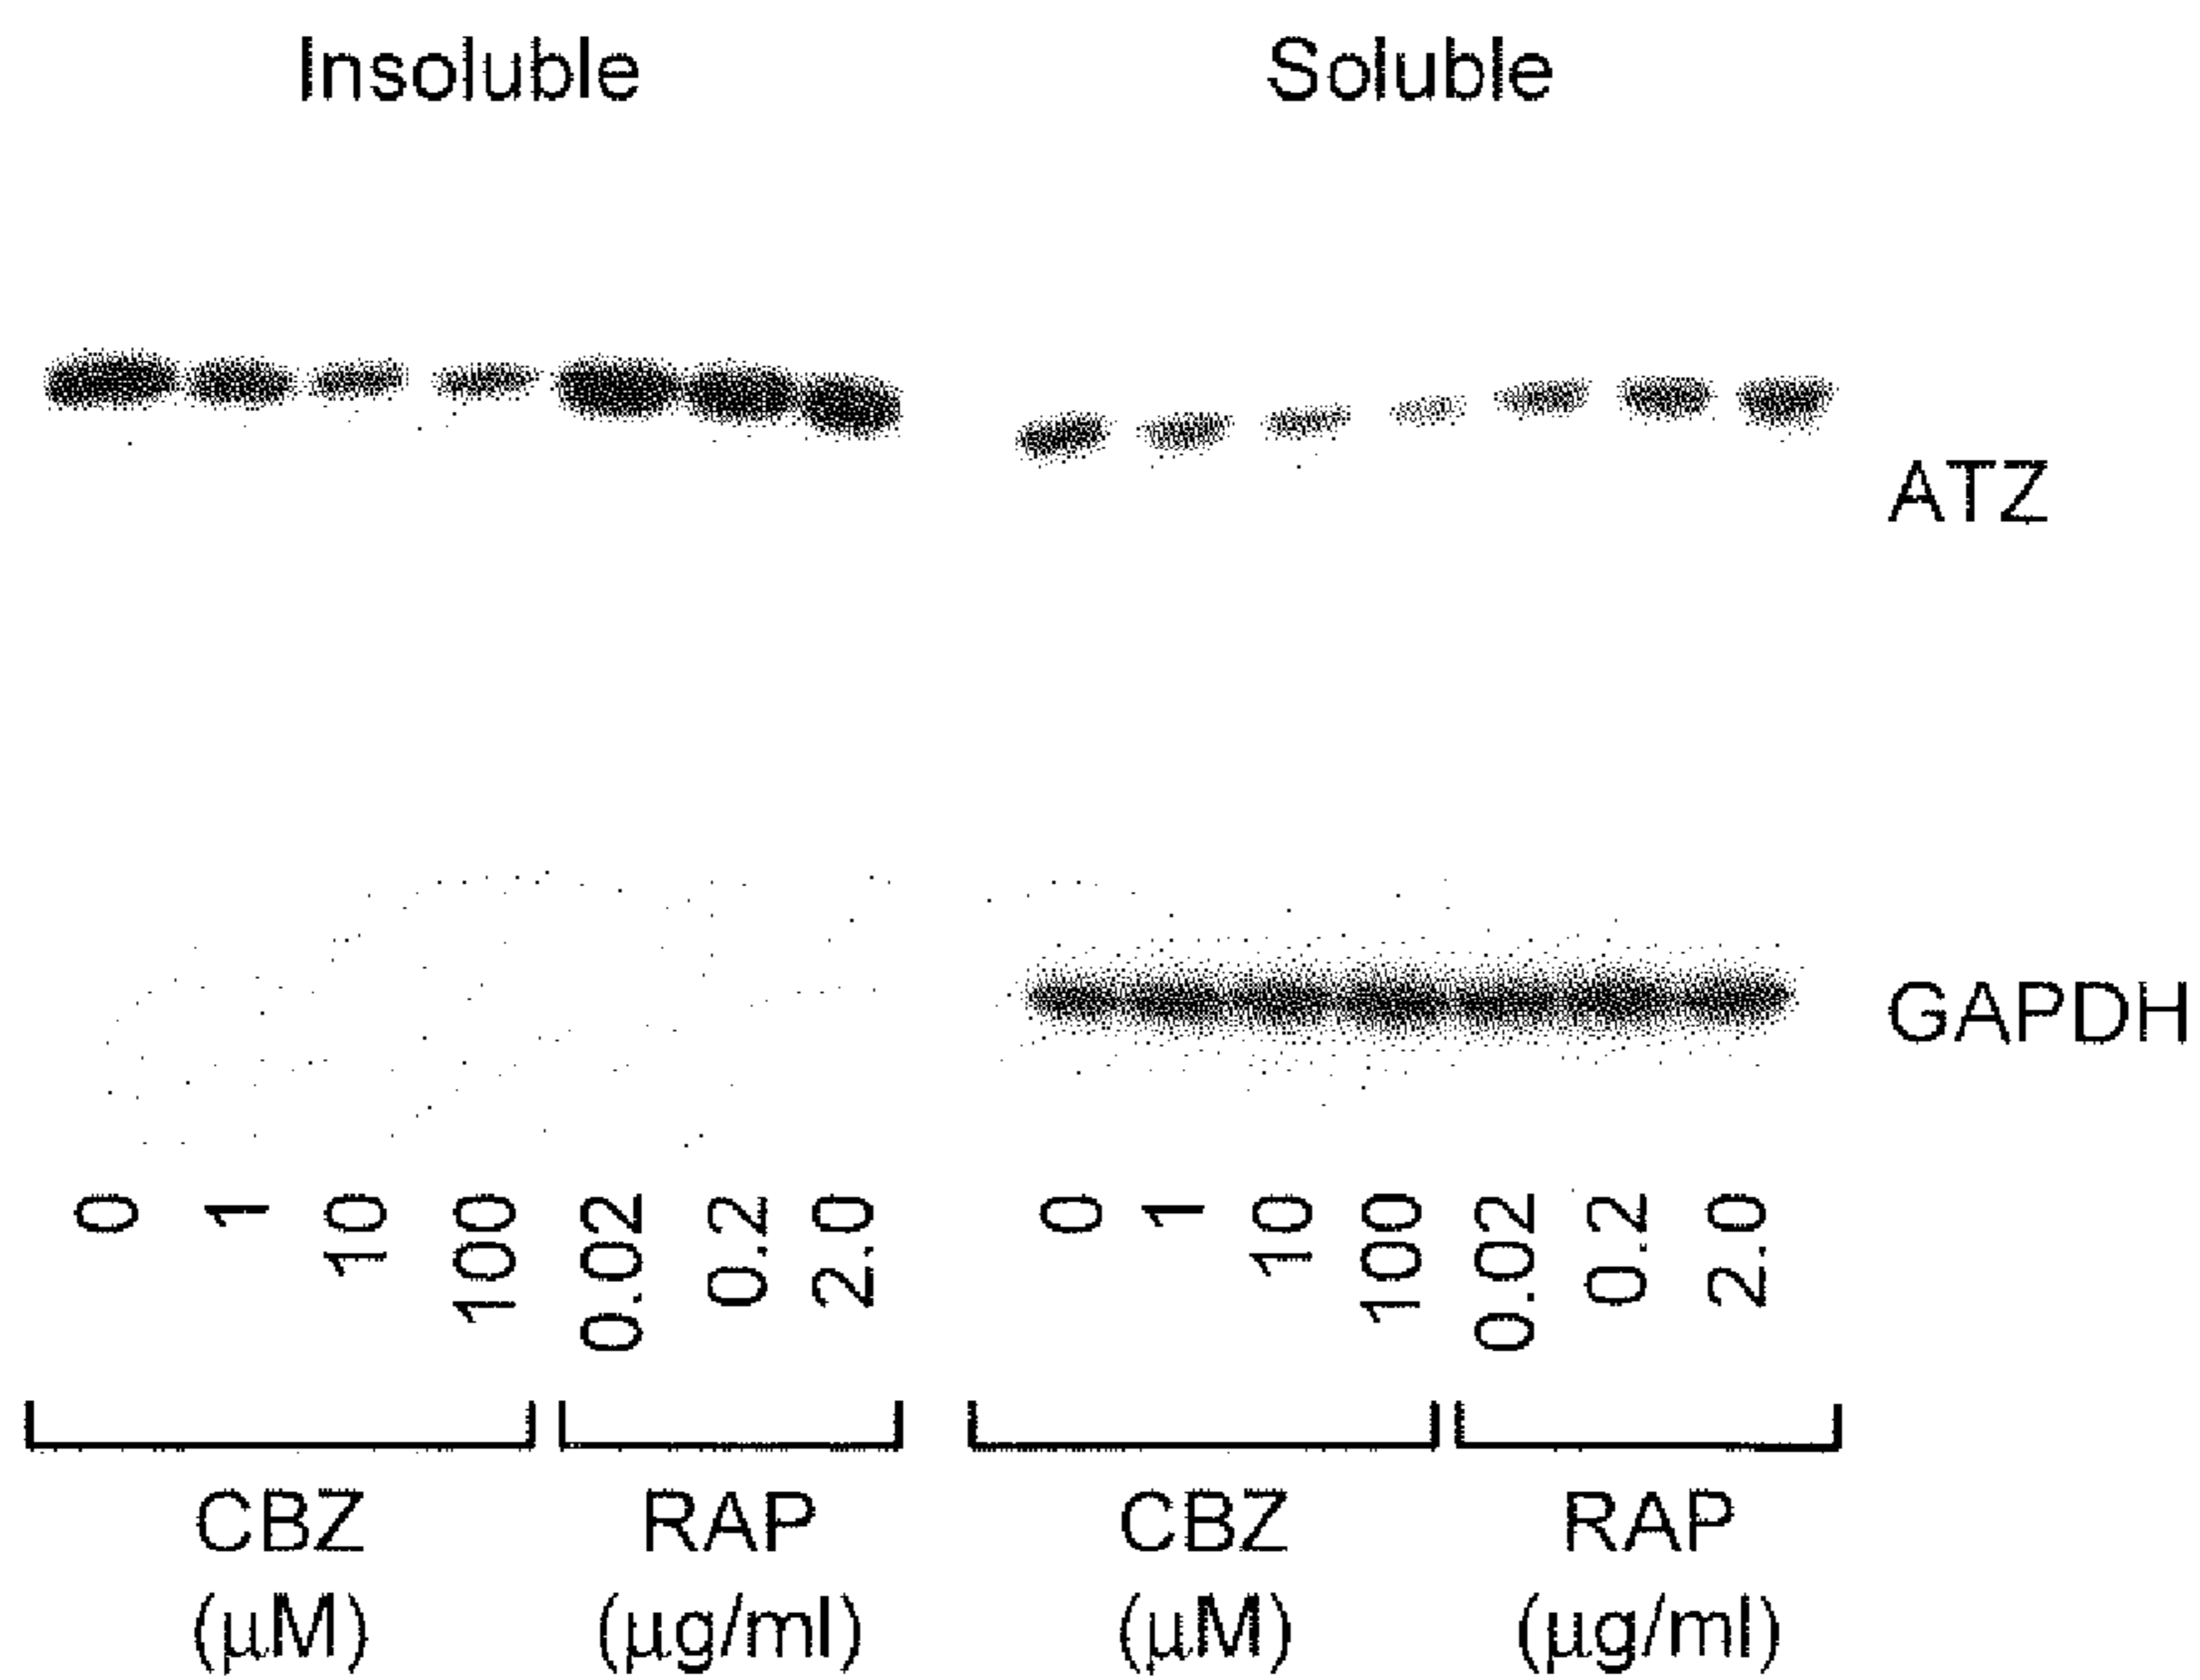 Insoluble Soluble
ATZ
GAPDH
0 1 10 100 0.02 0.2 2.0 0 1 10 100 0.02 0.2 2.0
CBZ RAP CBZ RAP
(μM) (μg/ml) (μM) (μg/ml)